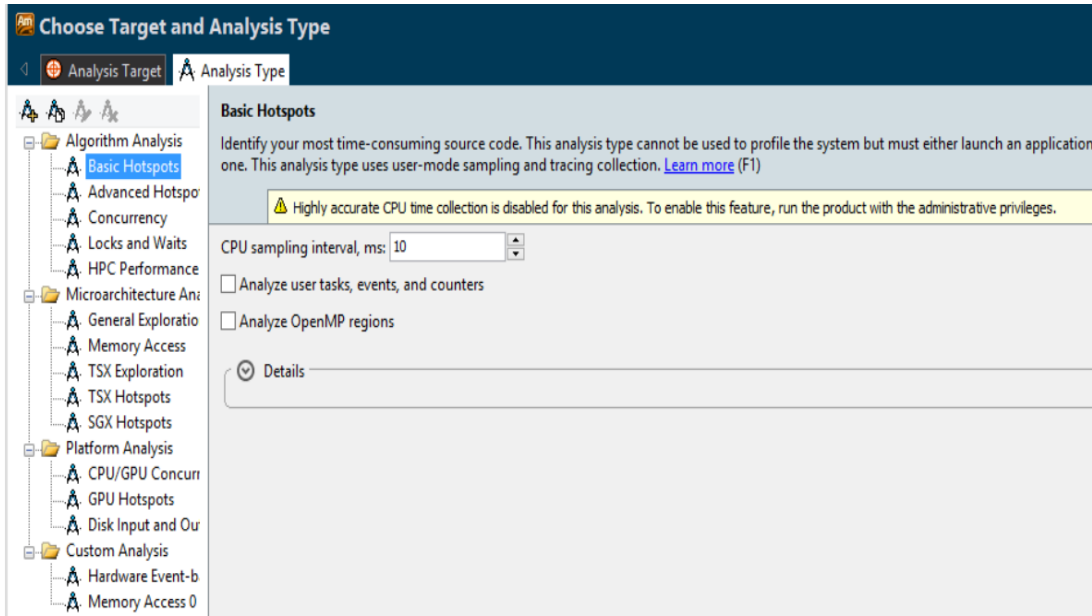 Am Choose Target and Analysis Type
Analysis Target
Analysis Type
Algorithm Analysis
Basic Hotspots
Advanced Hotspo
Concurrency
Locks and Waits
HPC Performance
Microarchitecture Ana
General Exploratio
Memory Access
TSX Exploration
TSX Hotspots
SGX Hotspots
Platform Analysis
CPU/GPU Concurr
GPU Hotspots
Disk Input and Ou
Custom Analysis
Hardware Event-b
Memory Access 0
Basic Hotspots
Identify your most time-consuming source code. This analysis type cannot be used to profile the system but must either launch an application
one. This analysis type uses user-mode sampling and tracing collection. Learn more (F1)
Highly accurate CPU time collection is disabled for this analysis. To enable this feature, run the product with the administrative privileges.
CPU sampling interval, ms: 10
Analyze user tasks, events, and counters
Analyze OpenMP regions
Details